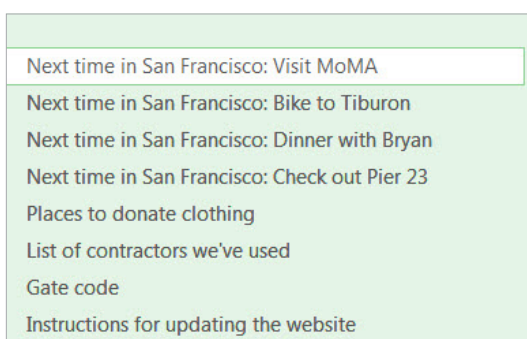 Next time in San Francisco: Visit MoMA
Next time in San Francisco: Bike to Tiburon
Next time in San Francisco: Dinner with Bryan
Next time in San Francisco: Check out Pier 23
Places to donate clothing
List of contractors we've used
Gate code
Instructions for updating the website